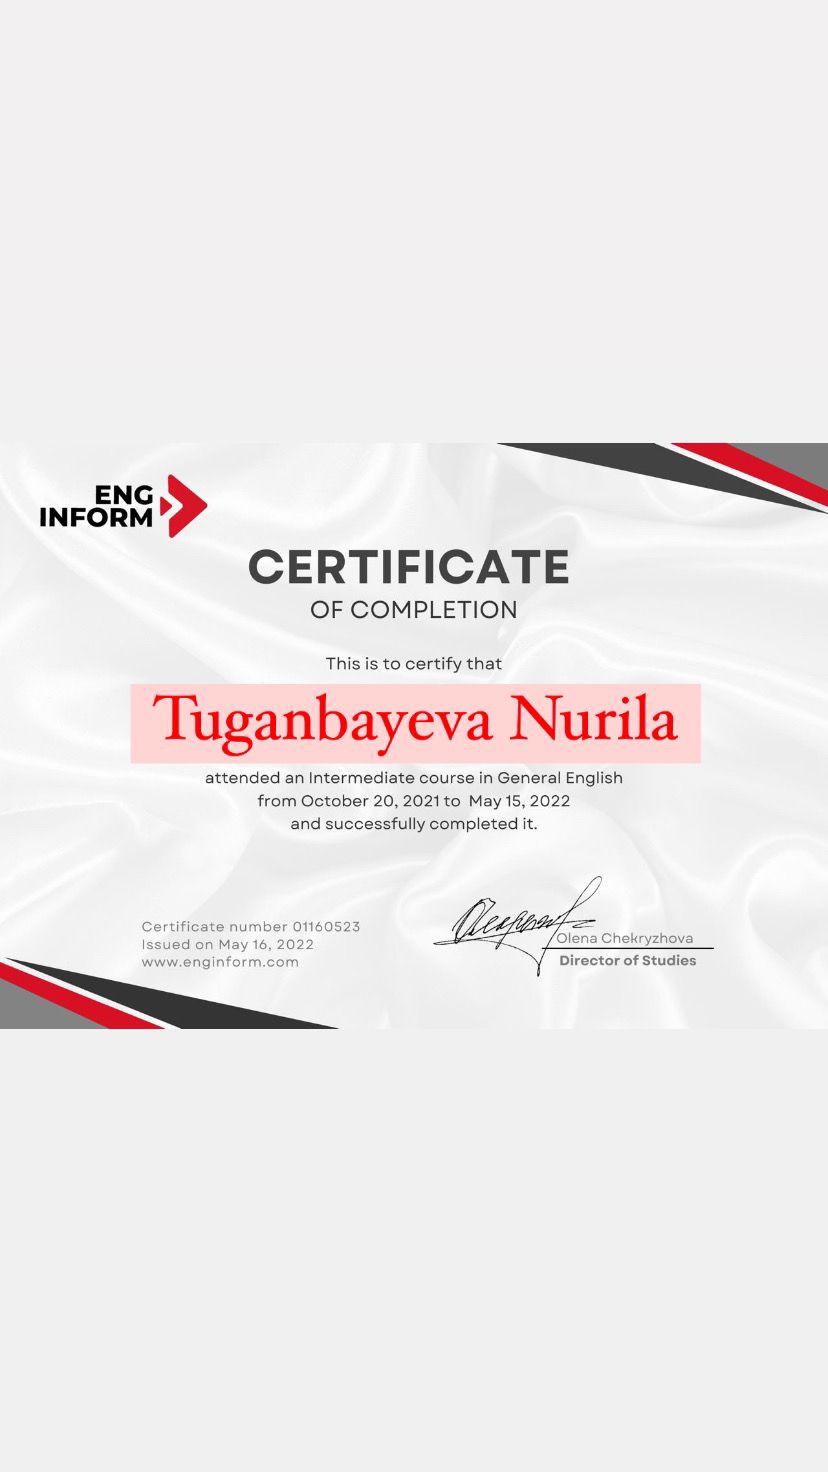 ENG
INFORM
CERTIFICATE
OF COMPLETION
This is to certify that
Tuganbayeva Nurila
attended an Intermediate course in General English
from October 20, 2021 to May 15, 2022
and successfully completed it.
Certificate number 01160523
Issued on May 16, 2022
www.enginform.com
Olena Chekryzhova
Director of Studies